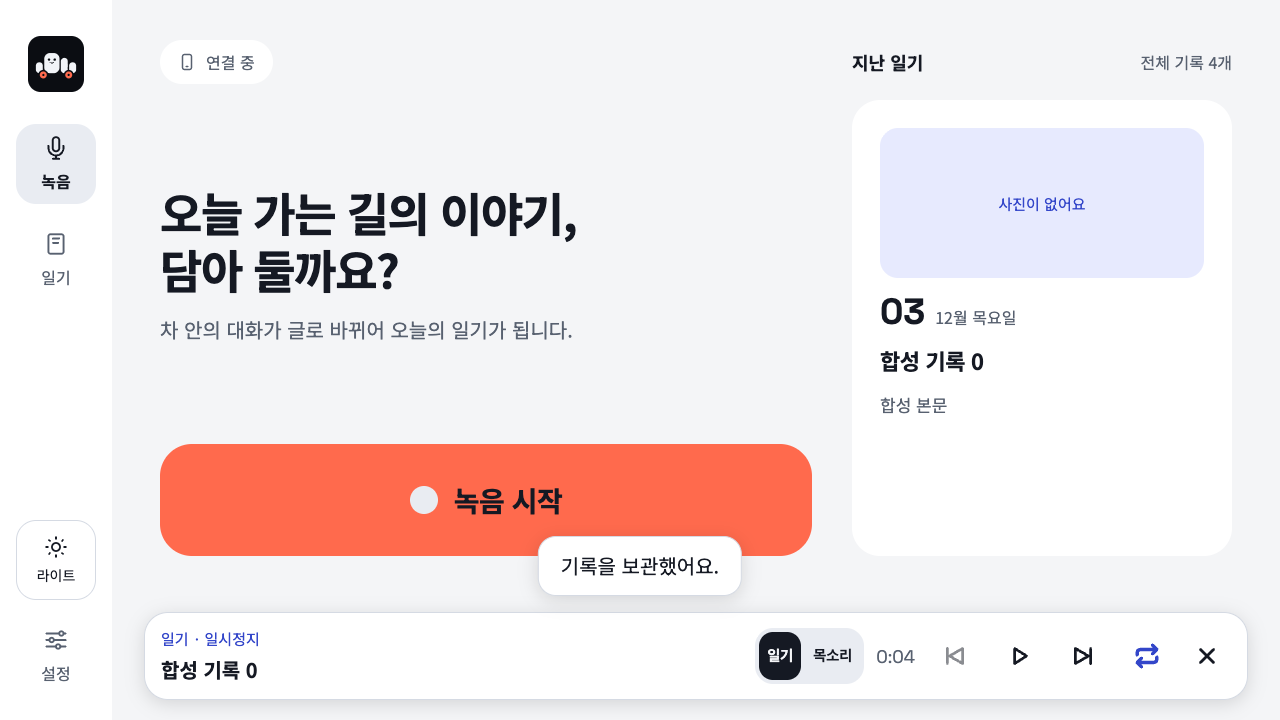 녹음
일기
라이트
설정
연결 중
오늘 가는 길의 이야기,
담아 둘까요?
차 안의 대화가 글로 바뀌어 오늘의 일기가 됩니다.
녹음 시작
지난 일기
전체 기록 4개
사진이 없어요
03 12월 목요일
합성 기록 0
합성 본문
기록을 보관했어요.
일기 · 일시정지
합성 기록 0
일기 목소리 0:04